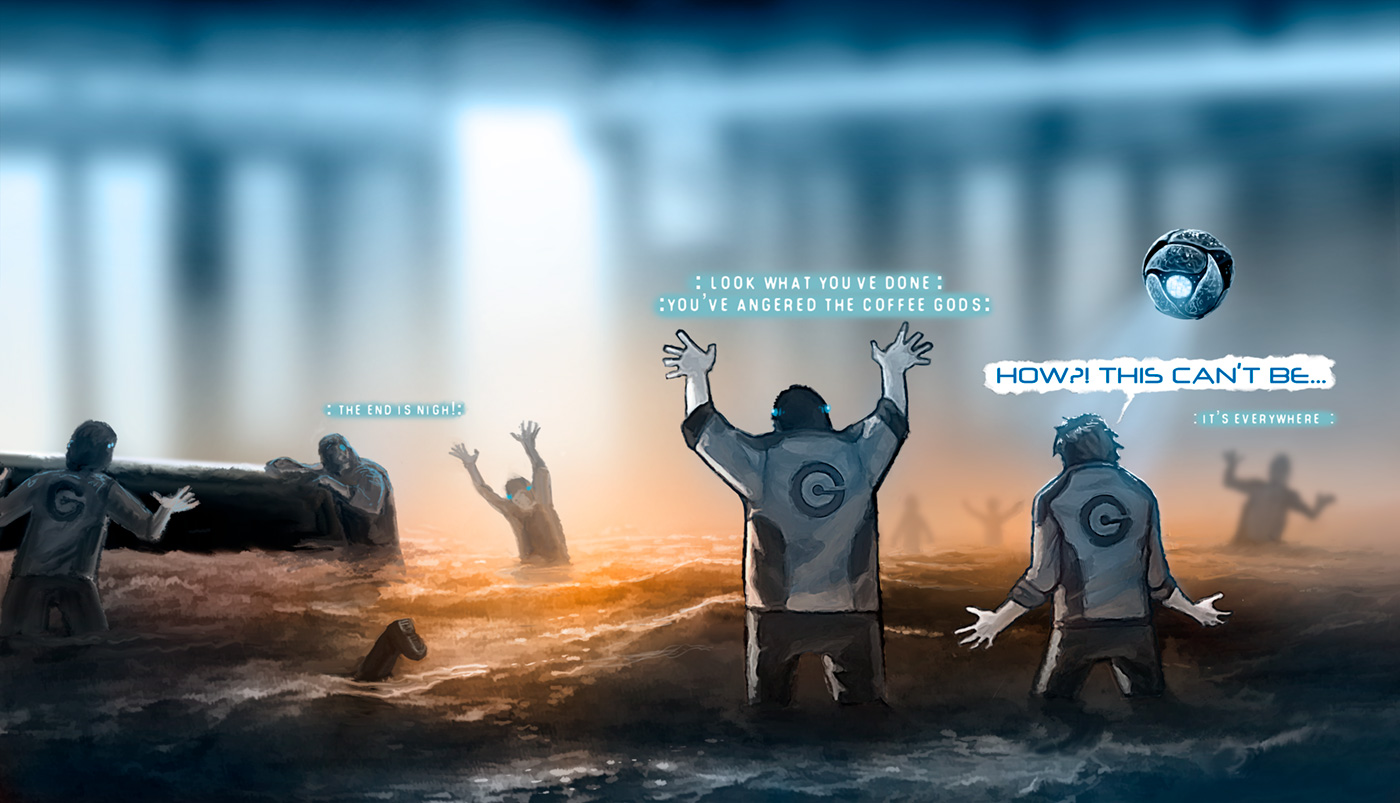 : LOOK WHAT YOU'VE DONE :
:YOU'VE ANGERED THE COFFEE GODS:
HOW?! THIS CAN'T BE...
: THE END IS NIGH!:
: IT'S EVERYWHERE :
G
G
G